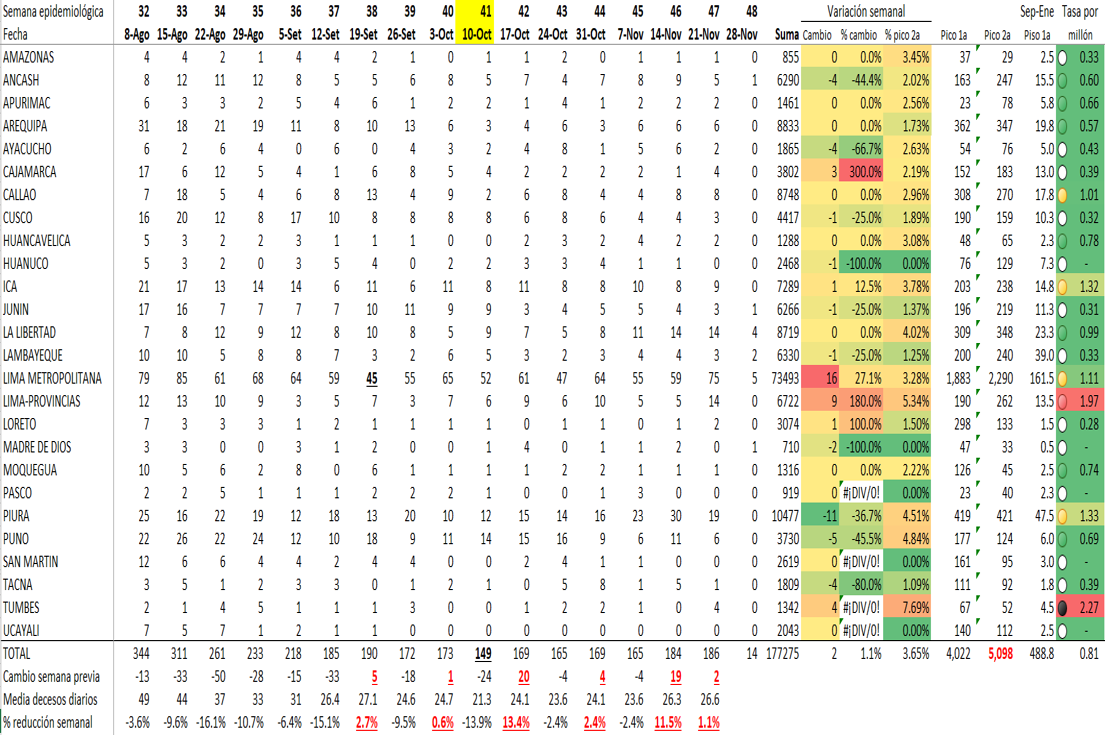 Semana epidemiológica 32 33 34 35 36 37 38 39 40 41 42 43 44 45 46 47 48 Variación semanal Sep-Ene Tasa por
Fecha 8-Ago 15-Ago 22-Ago 29-Ago 5-Set 12-Set 19-Set 26-Set 3-Oct 10-Oct 17-Oct 24-Oct 31-Oct 7-Nov 14-Nov 21-Nov 28-Nov Suma Cambio % cambio % pico 2a Pico 1a Pico 2a Piso 1a millón
AMAZONAS 4 4 2 1 4 4 2 1 0 1 1 2 0 1 1 1 0 855 0 0.0% 3.45% 37 29 2.5 0.33
ANCASH 8 12 11 12 8 5 5 6 8 5 7 4 7 8 9 5 1 6290 -4 -44.4% 2.02% 163 247 15.5 0.60
APURIMAC 6 3 3 2 5 4 6 1 2 2 1 4 1 2 2 2 0 1461 0 0.0% 2.56% 23 78 5.8 0.66
AREQUIPA 31 18 21 19 11 8 10 13 6 3 4 6 3 6 6 6 0 8833 0 0.0% 1.73% 362 347 19.8 0.57
AYACUCHO 6 2 6 4 0 6 0 4 3 2 4 8 1 5 6 2 0 1865 -4 -66.7% 2.63% 54 76 5.0 0.43
CAJAMARCA 17 6 12 5 4 1 6 8 5 4 2 2 2 2 1 4 0 3802 3 300.0% 2.19% 152 183 13.0 0.39
CALLAO 7 18 5 4 6 8 13 4 9 2 6 8 4 4 8 8 0 8748 0 0.0% 2.96% 308 270 17.8 1.01
CUSCO 16 20 12 8 17 10 8 8 8 8 6 8 6 4 4 3 0 4417 -1 -25.0% 1.89% 190 159 10.3 0.32
HUANCAVELICA 5 3 2 2 3 1 1 1 0 0 2 3 2 4 2 2 0 1288 0 0.0% 3.08% 48 65 2.3 0.78
HUANUCO 5 3 2 0 3 5 4 0 2 2 3 3 4 1 1 0 0 2468 -1 -100.0% 0.00% 76 129 7.3 -
ICA 21 17 13 14 14 6 11 6 11 8 11 8 8 10 8 9 0 7289 1 12.5% 3.78% 203 238 14.8 1.32
JUNIN 17 16 7 7 7 7 10 11 9 9 3 4 5 5 4 3 1 6266 -1 -25.0% 1.37% 196 219 11.3 0.31
LA LIBERTAD 7 8 12 9 12 8 10 8 5 9 7 5 8 11 14 14 4 8719 0 0.0% 4.02% 309 348 23.3 0.99
LAMBAYEQUE 10 10 5 8 8 7 3 2 6 5 3 2 3 4 4 3 2 6330 -1 -25.0% 1.25% 200 240 39.0 0.33
LIMA METROPOLITANA 79 85 61 68 64 59 45 55 65 52 61 47 64 55 59 75 5 73493 16 27.1% 3.28% 1,883 2,290 161.5 1.11
LIMA-PROVINCIAS 12 13 10 9 3 5 7 3 7 6 9 6 10 5 5 14 0 6722 9 180.0% 5.34% 190 262 13.5 1.97
LORETO 7 3 3 3 1 2 1 1 1 1 0 1 0 0 1 2 0 3074 1 100.0% 1.50% 298 133 1.5 0.28
MADRE DE DIOS 3 3 0 0 3 1 2 0 0 1 4 0 1 1 2 0 1 710 -2 -100.0% 0.00% 47 33 0.5 -
MOQUEGUA 10 5 6 2 8 0 6 1 1 1 1 2 2 1 1 1 0 1316 0 0.0% 2.22% 126 45 2.5 0.74
PASCO 2 2 5 1 1 1 2 2 2 1 0 0 1 3 0 0 0 919 0 #¡DIV/0! 0.00% 23 40 2.3 -
PIURA 25 16 22 19 12 18 13 20 10 12 15 14 16 23 30 19 0 10477 -11 -36.7% 4.51% 419 421 47.5 1.33
PUNO 22 26 22 24 12 10 18 9 11 14 15 16 9 6 11 6 0 3730 -5 -45.5% 4.84% 177 124 6.0 0.69
SAN MARTIN 12 6 6 4 4 2 4 4 0 0 2 4 1 1 0 0 0 2619 0 #¡DIV/0! 0.00% 161 95 3.0 -
TACNA 3 5 1 2 3 3 0 1 2 1 0 5 8 1 5 1 0 1809 -4 -80.0% 1.09% 111 92 1.8 0.39
TUMBES 2 1 4 5 1 1 1 3 0 0 1 2 2 1 0 4 0 1342 4 #¡DIV/0! 7.69% 67 52 4.5 2.27
UCAYALI 7 5 7 1 2 1 1 0 0 0 0 0 0 0 0 0 0 2043 0 #¡DIV/0! 0.00% 140 112 2.5 -
TOTAL 344 311 261 233 218 185 190 172 173 149 169 165 169 165 184 186 14 177275 2 1.1% 3.65% 4,022 5,098 488.8 0.81
Cambio semana previa -13 -33 -50 -28 -15 -33 5 -18 1 -24 20 -4 4 -4 19 2
Media decesos diarios 49 44 37 33 31 26.4 27.1 24.6 24.7 21.3 24.1 23.6 24.1 23.6 26.3 26.6
% reducción semanal -3.6% -9.6% -16.1% -10.7% -6.4% -15.1% 2.7% -9.5% 0.6% -13.9% 13.4% -2.4% 2.4% -2.4% 11.5% 1.1%